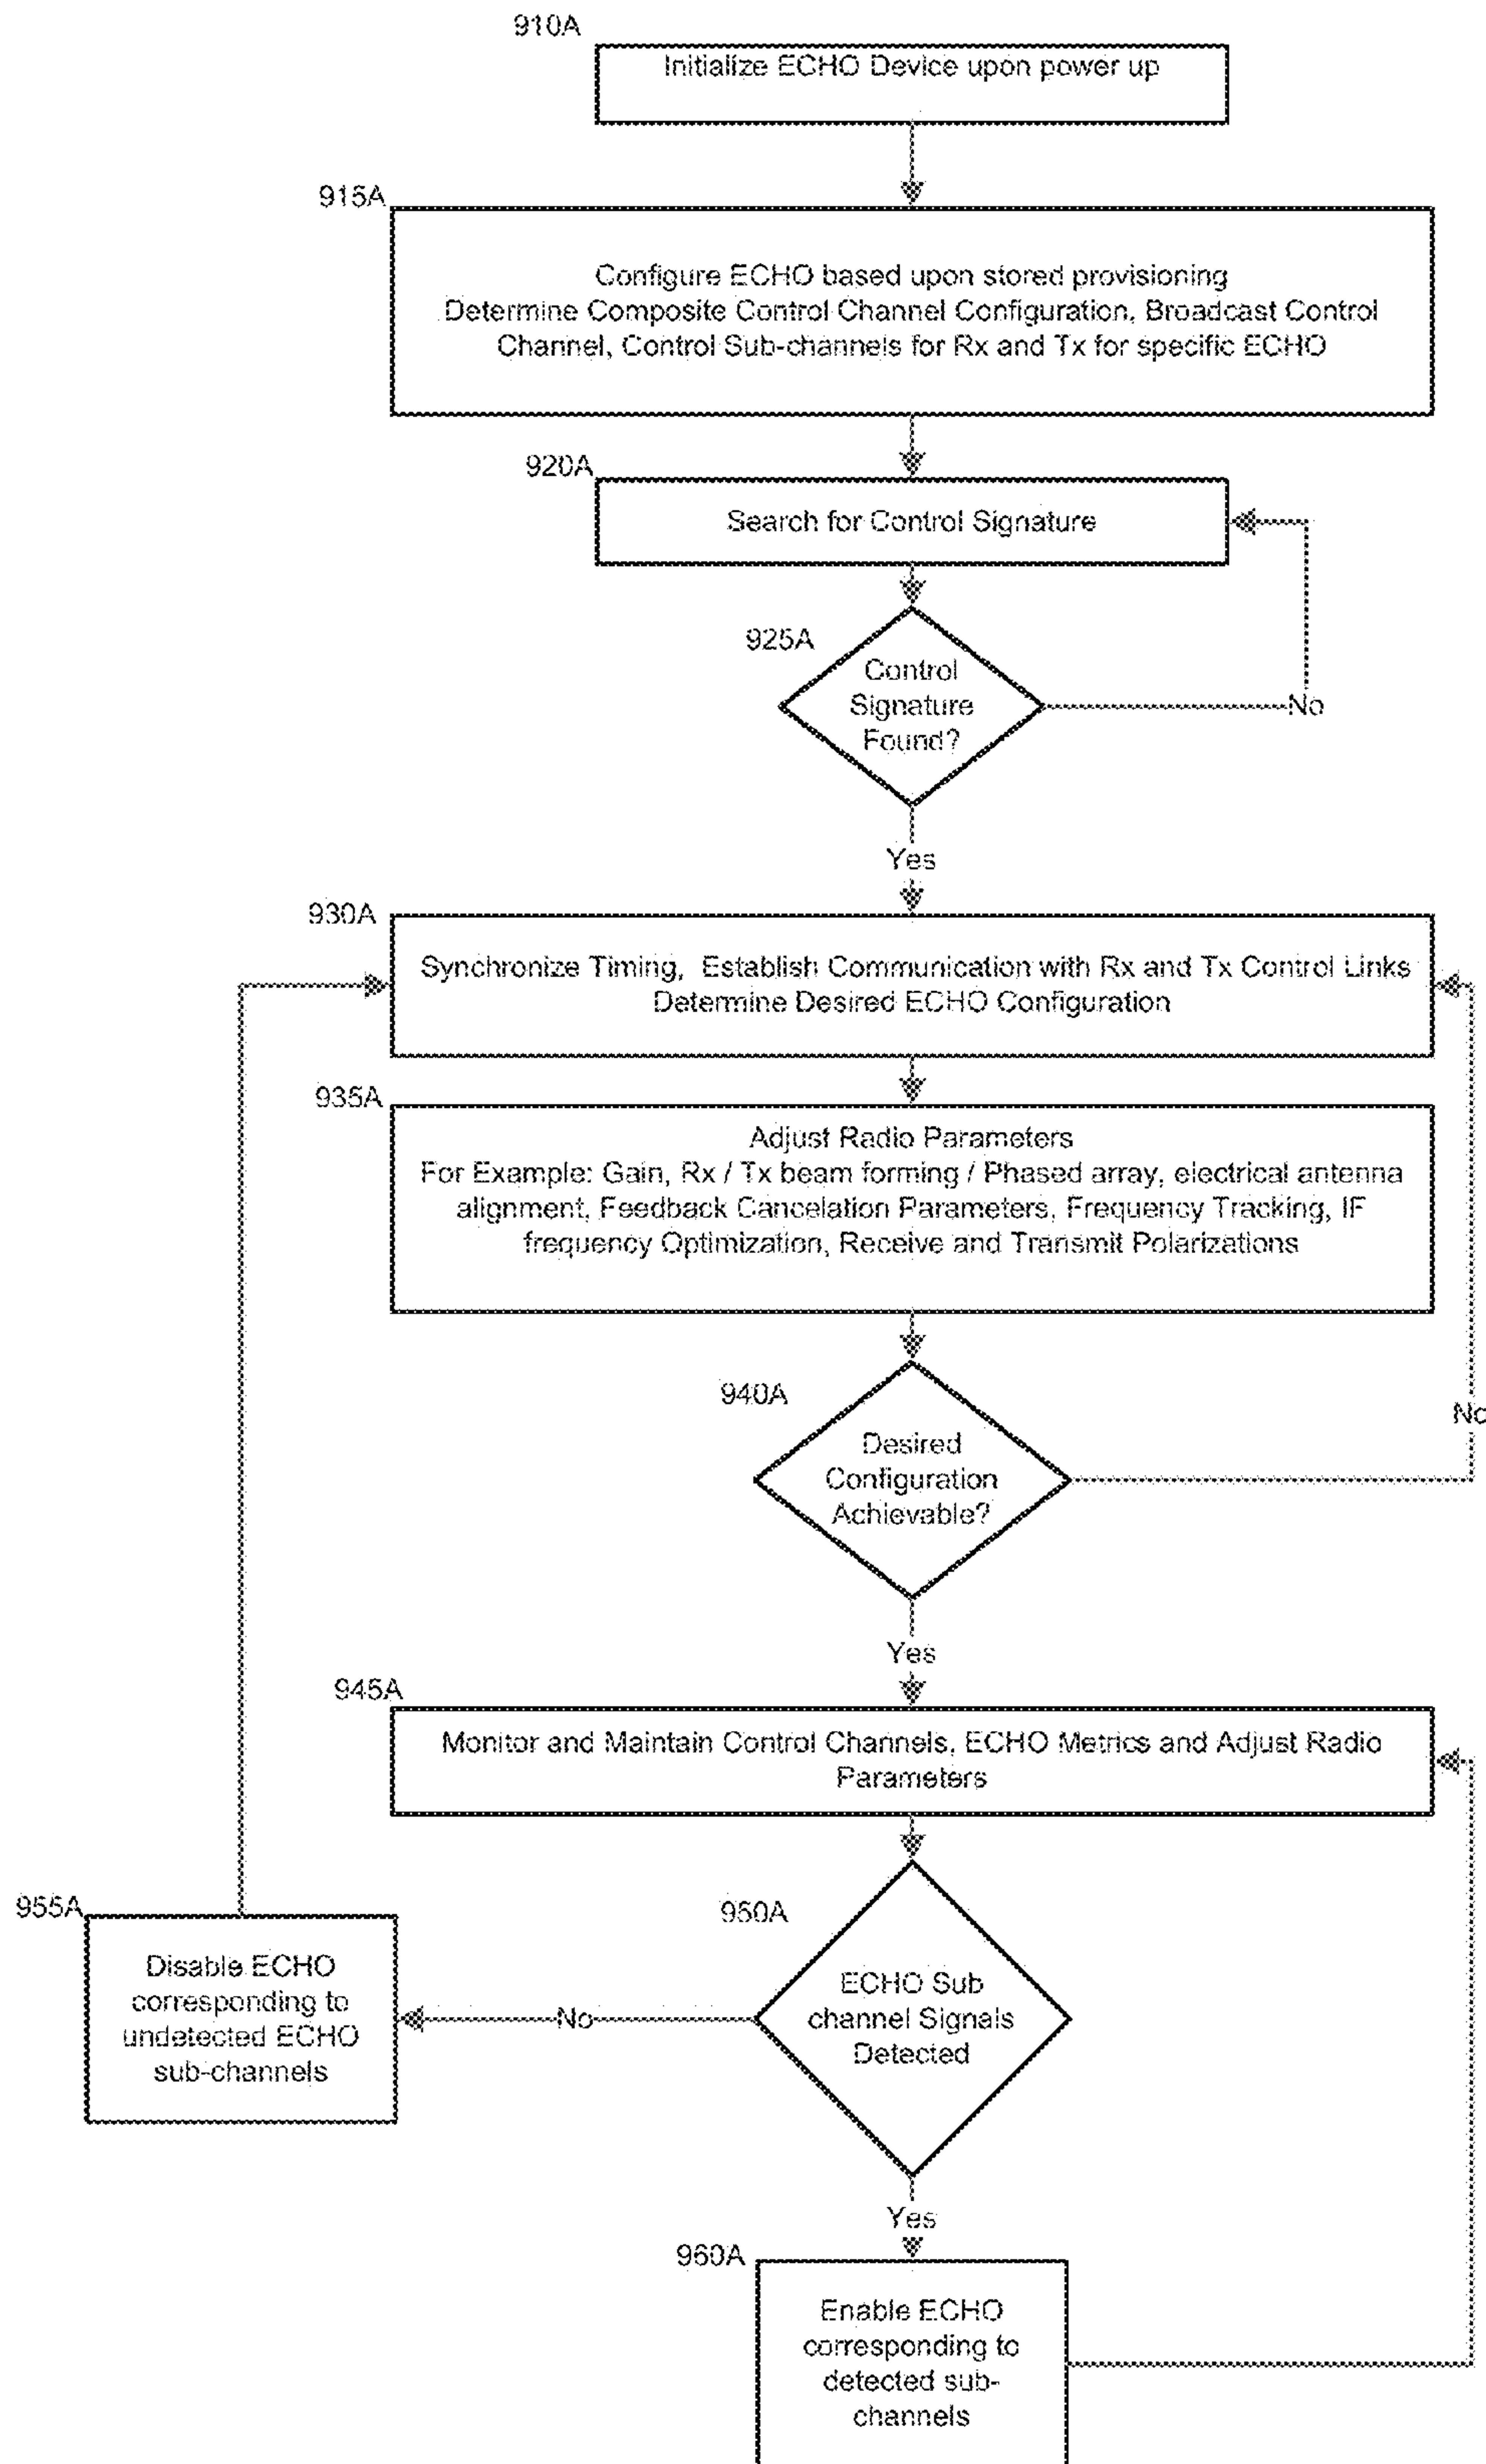 910A
Initialize ECHO Device upon power up
915A
Configure ECHO based upon stored provisioning
Determine Composite Control Channel Configuration, Broadcast Control
Channel, Control Sub-channels for Rx and Tx for specific ECHO
920A
Search for Control Signature
925A
Control
Signature
Found?
No
Yes
930A
Synchronize Timing, Establish Communication with Rx and Tx Control Links
Determine Desired ECHO Configuration
935A
Adjust Radio Parameters
For Example: Gain, Rx / Tx beam forming / Phased array, electrical antenna
alignment, Feedback Cancelation Parameters, Frequency Tracking, IF
frequency Optimization, Receive and Transmit Polarizations
940A
Desired
Configuration
Achievable?
No
Yes
945A
Monitor and Maintain Control Channels, ECHO Metrics and Adjust Radio
Parameters
950A
ECHO Sub
channel Signals
Detected
No
955A
Disable ECHO
corresponding to
undetected ECHO
sub-channels
Yes
960A
Enable ECHO
corresponding to
detected sub-
channels